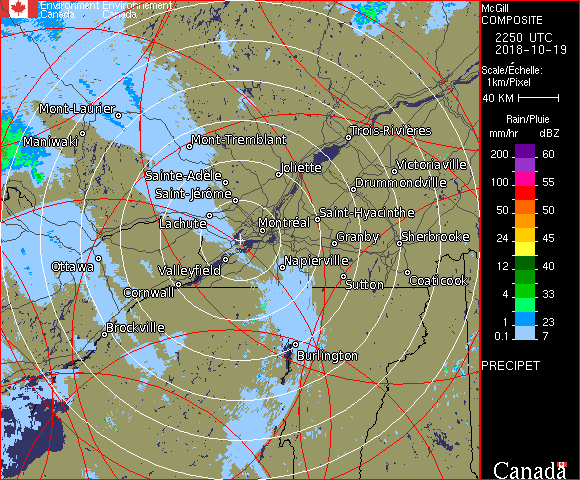 Environment Environnement
Canada Canada
McGill
COMPOSITE
2250 UTC
2018-10-19
Scale/Échelle:
1km/Pixel
40 KM
Rain/Pluie
mm/hr dBZ
200 60
100 55
50 50
24 45
12 40
4 33
1 23
0.1 7
PRECIPET
Canada
Mont-Laurier
Maniwaki
Mont-Tremblant
Trois-Rivières
Joliette
Victoriaville
Sainte-Adèle
Drummondville
Saint-Jérôme
Lachute
Montréal
Saint-Hyacinthe
Granby
Sherbrooke
Ottawa
Valleyfield
Napierville
Sutton
Coaticook
Cornwall
Brockville
Burlington